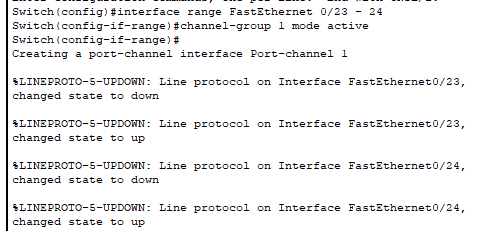 Switch(config)#interface range FastEthernet 0/23 - 24
Switch(config-if-range)#channel-group 1 mode active
Switch(config-if-range)#
Creating a port-channel interface Port-channel 1
%LINEPROTO-5-UPDOWN: Line protocol on Interface FastEthernet0/23,
changed state to down
%LINEPROTO-5-UPDOWN: Line protocol on Interface FastEthernet0/23,
changed state to up
%LINEPROTO-5-UPDOWN: Line protocol on Interface FastEthernet0/24,
changed state to down
%LINEPROTO-5-UPDOWN: Line protocol on Interface FastEthernet0/24,
changed state to up